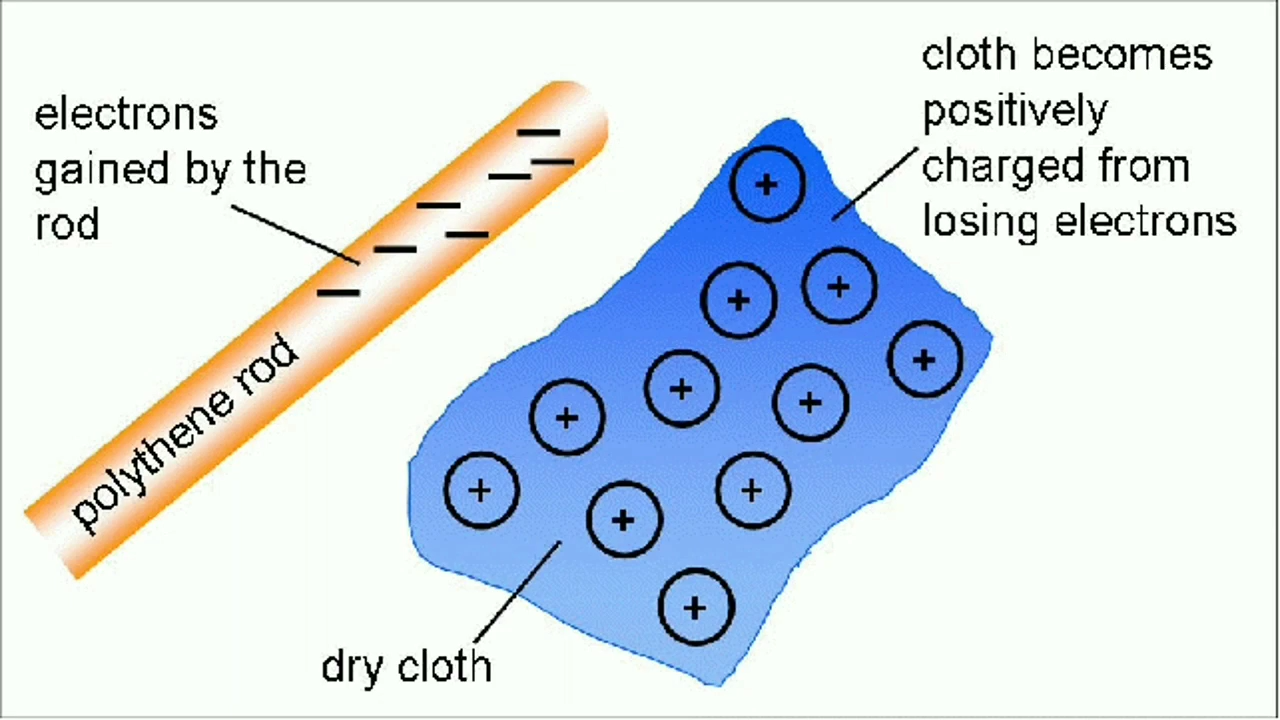 electrons
gained by the
rod
cloth becomes
positively
charged from
losing electrons
polythene rod
dry cloth